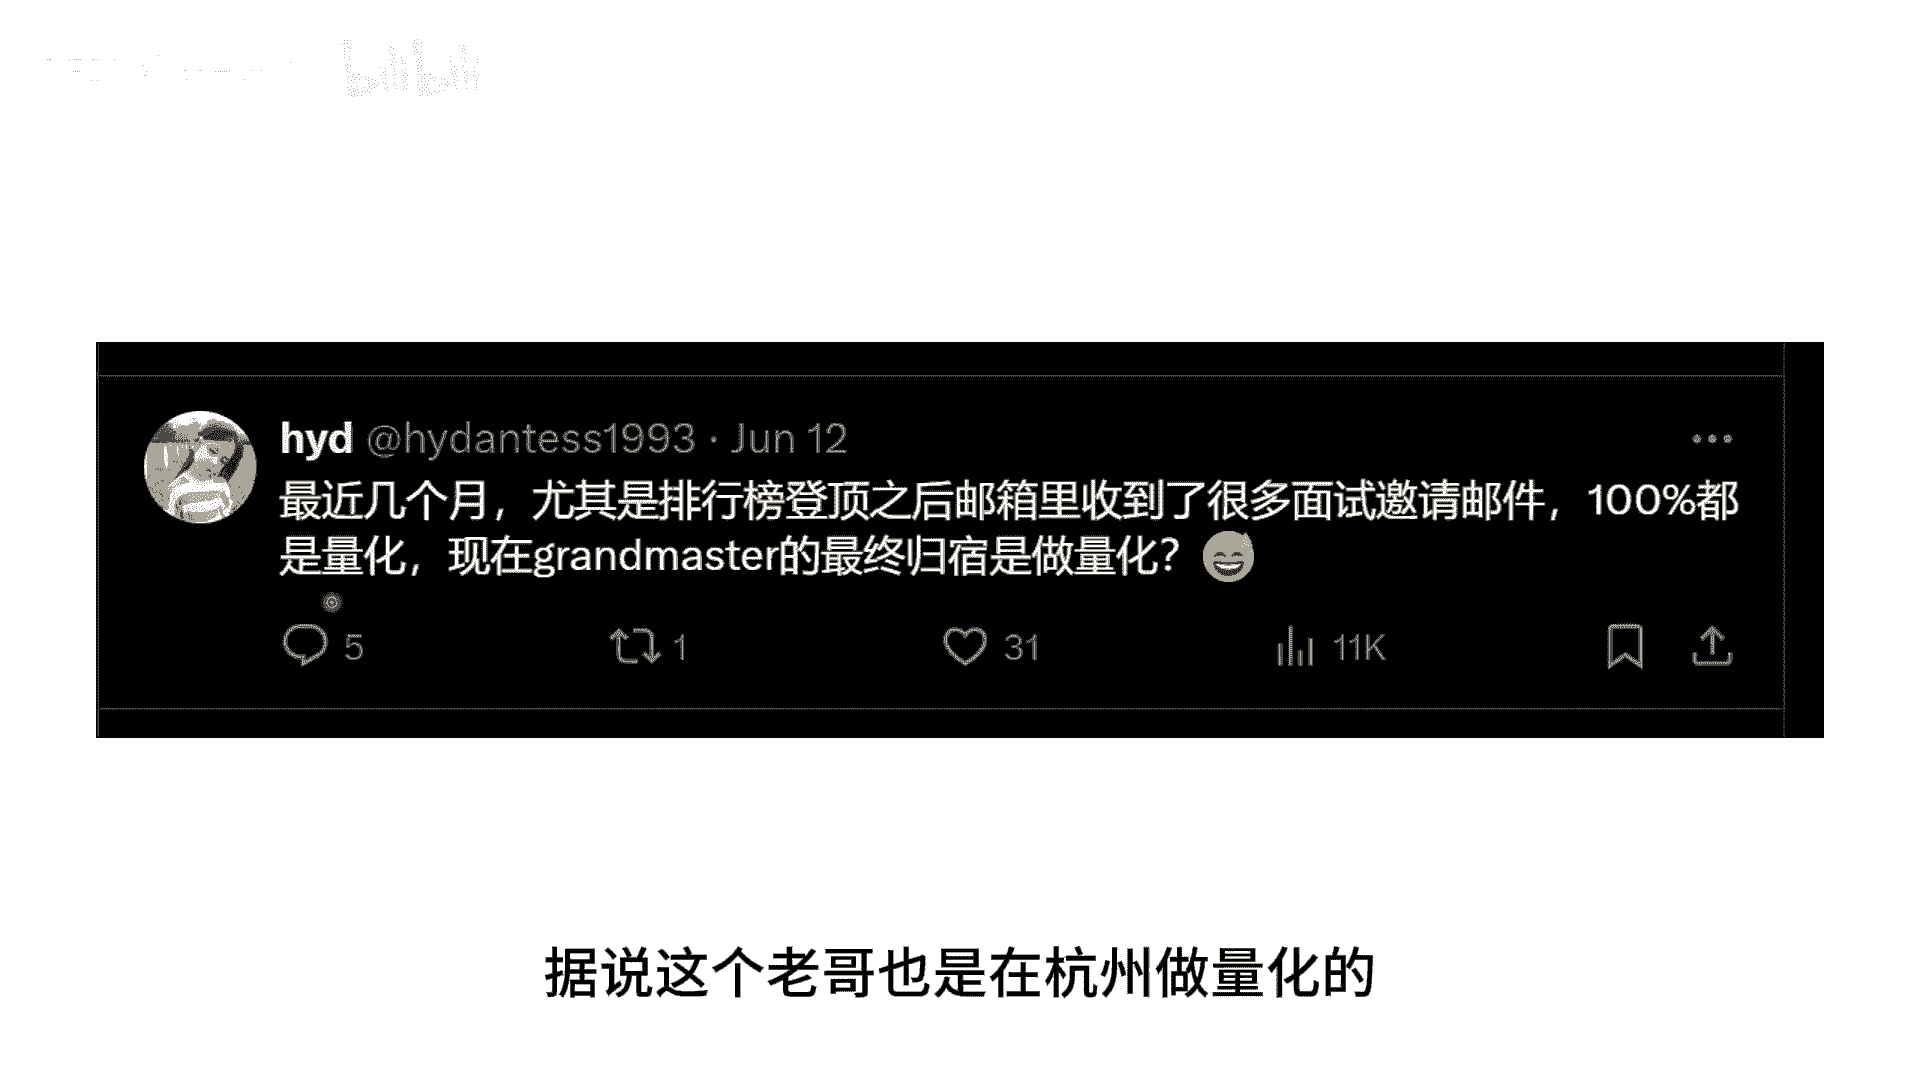 bilibili
hyd @hydantess1993 · Jun 12
最近几个月，尤其是排行榜登顶之后邮箱里收到了很多面试邀请邮件，100%都
是量化，现在grandmaster的最终归宿是做量化？😅
5 1 31 11K
据说这个老哥也是在杭州做量化的